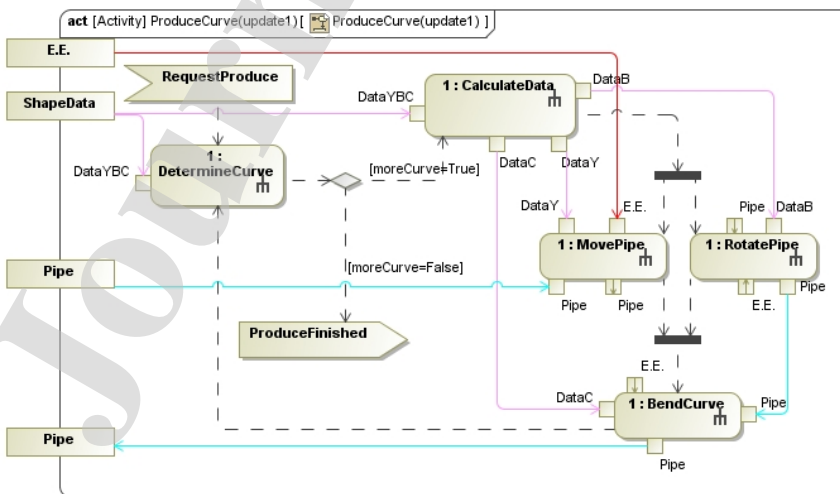 act [Activity] ProduceCurve(update1)[ ProduceCurve(update1) ]
E.E.
RequestProduce
ShapeData
DataYBC
1 : CalculateData
DataB
DataYBC
1 :
DetermineCurve
[moreCurve=True]
DataC
DataY
DataY
E.E.
Pipe
DataB
1 : MovePipe
1 : RotatePipe
Pipe
[moreCurve=False]
Pipe
Pipe
Pipe
E.E.
ProduceFinished
E.E.
DataC
1 : BendCurve
Pipe
Pipe
Pipe
Journ